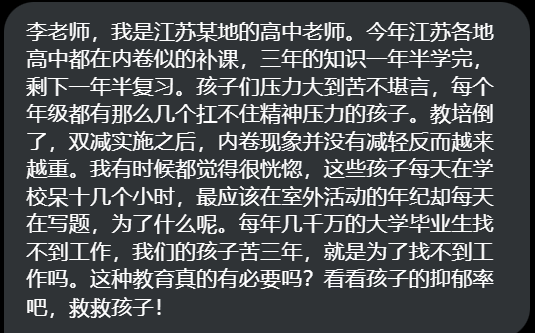 李老师，我是江苏某地的高中老师。今年江苏各地
高中都在内卷似的补课，三年的知识一年半学完，
剩下一年半复习。孩子们压力大到苦不堪言，每个
年级都有那么几个扛不住精神压力的孩子。教培倒
了，双减实施之后，内卷现象并没有减轻反而越来
越重。我有时候都觉得很恍惚，这些孩子每天在学
校呆十几个小时，最应该在室外活动的年纪却每天
在写题，为了什么呢。每年几千万的大学毕业生找
不到工作，我们的孩子苦三年，就是为了找不到工
作吗。这种教育真的有必要吗？看看孩子的抑郁率
吧，救救孩子！